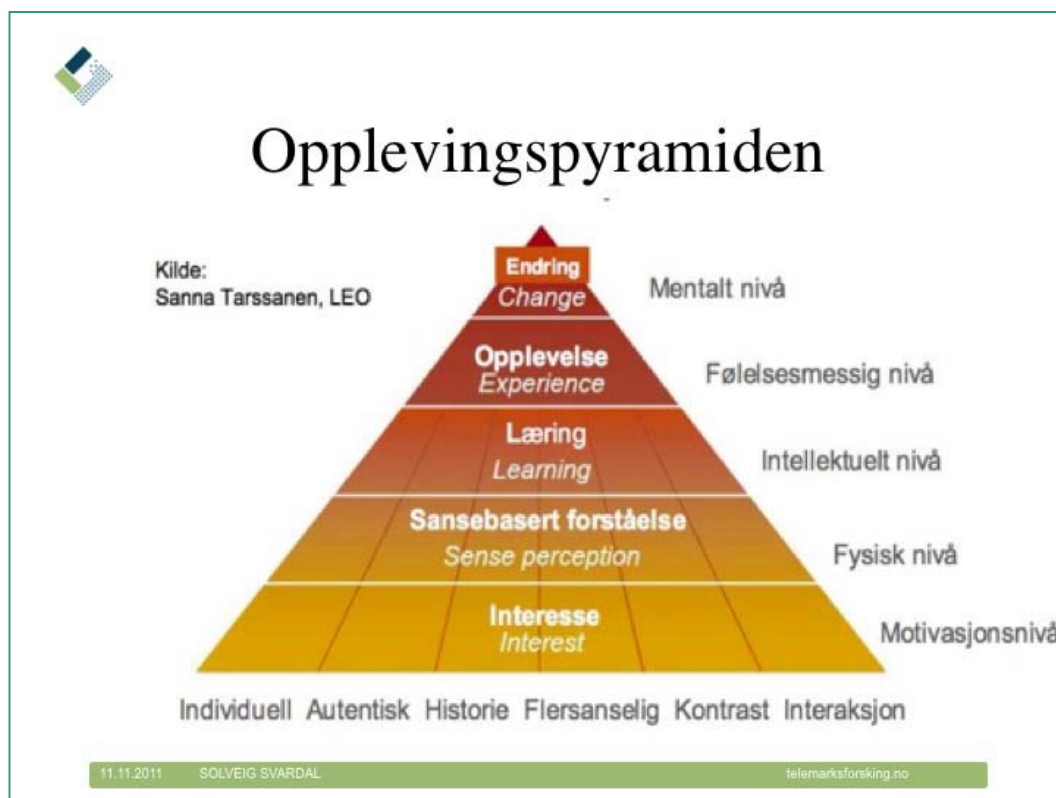 Opplevingspyramiden
Kilde:
Sanna Tarssanen, LEO
Endring
Change
Mentalt nivå
Opplevelse
Experience
Følelsesmessig nivå
Læring
Learning
Intellektuelt nivå
Sansebasert forståelse
Sense perception
Fysisk nivå
Interesse
Interest
Motivasjonsnivå
Individuell Autentisk Historie Flersanselig Kontrast Interaksjon
11.11.2011 SOLVEIG SVARDAL telemarksforsking.no